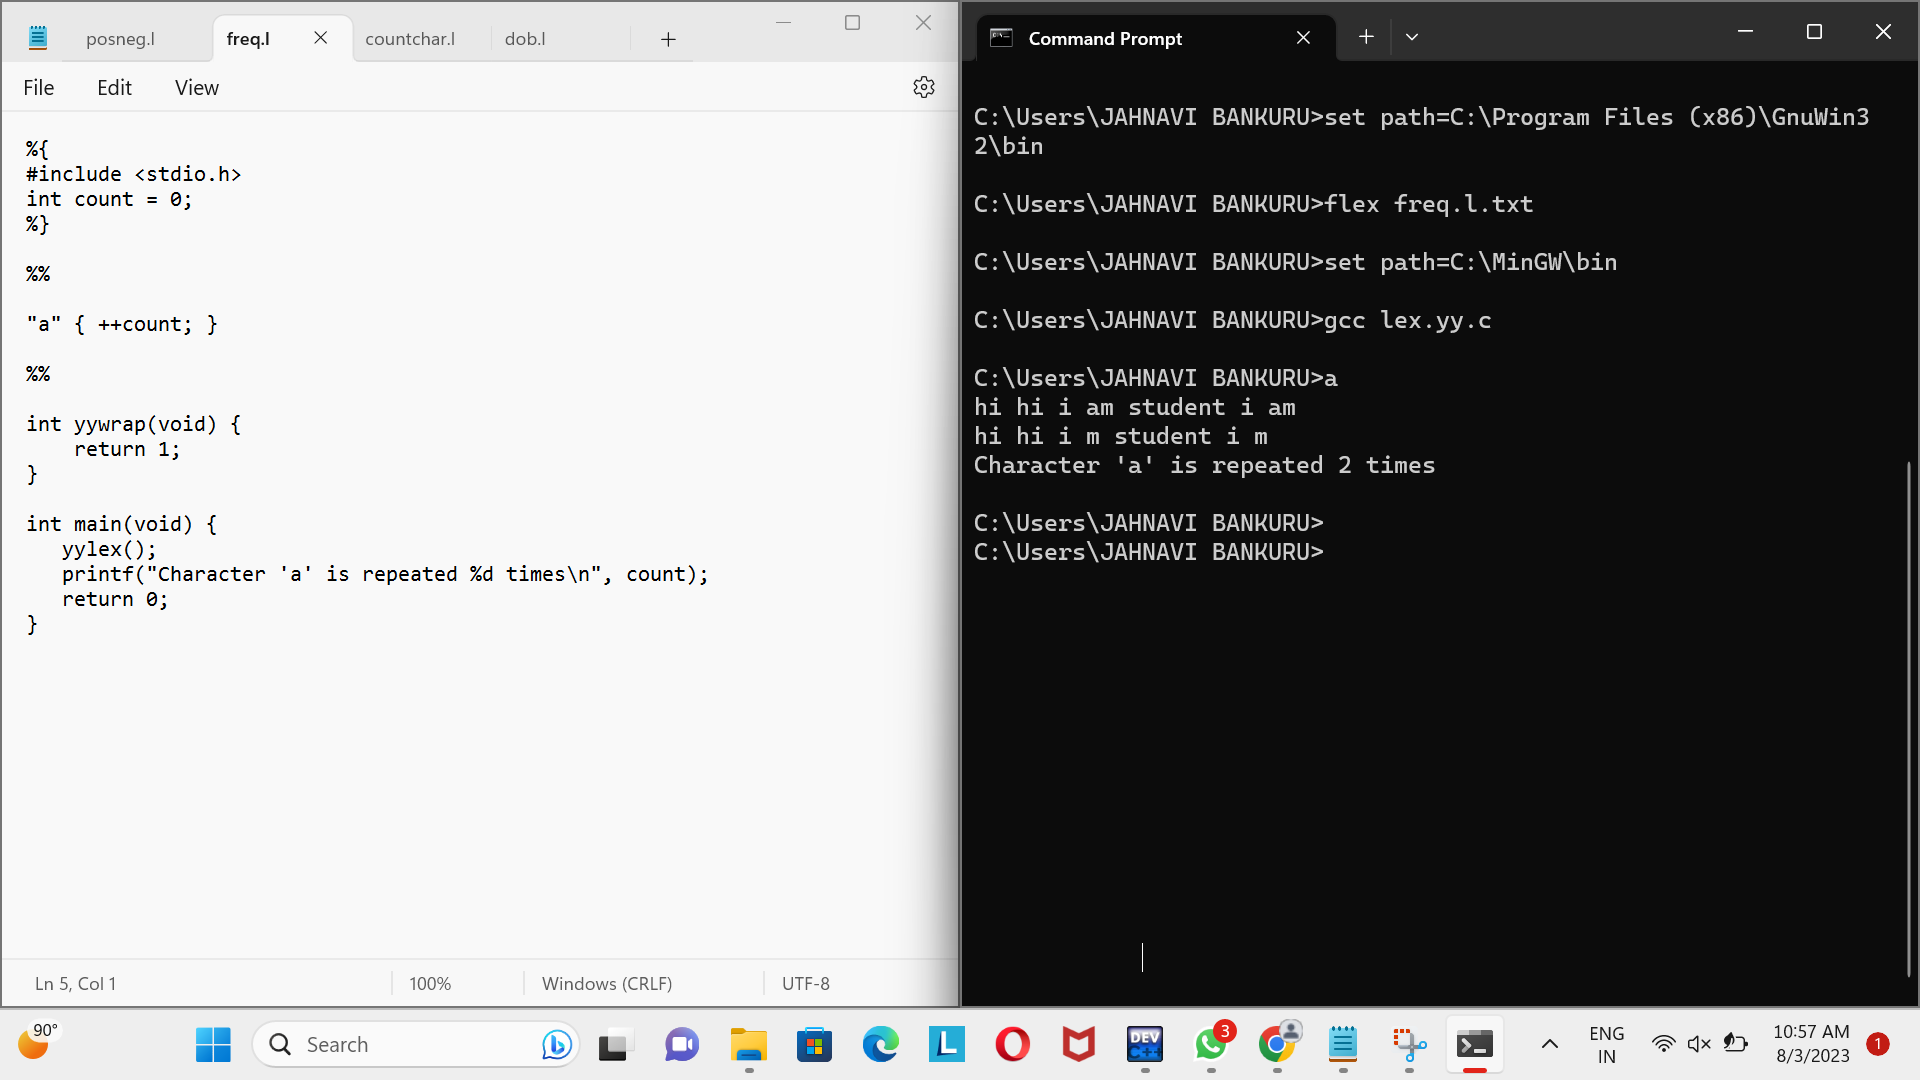 posneg.l freq.l countchar.l dob.l
File Edit View
%{
#include <stdio.h>
int count = 0;
%}
%%
"a" { ++count; }
%%
int yywrap(void) {
return 1;
}
int main(void) {
yylex();
printf("Character 'a' is repeated %d times\n", count);
return 0;
}
Ln 5, Col 1 100% Windows (CRLF) UTF-8
Command Prompt
C:\Users\JAHNAVI BANKURU>set path=C:\Program Files (x86)\GnuWin3
2\bin
C:\Users\JAHNAVI BANKURU>flex freq.l.txt
C:\Users\JAHNAVI BANKURU>set path=C:\MinGW\bin
C:\Users\JAHNAVI BANKURU>gcc lex.yy.c
C:\Users\JAHNAVI BANKURU>a
hi hi i am student i am
hi hi i m student i m
Character 'a' is repeated 2 times
C:\Users\JAHNAVI BANKURU>
C:\Users\JAHNAVI BANKURU>
90°
Search
L
DEV
C++
3
ENG
IN
10:57 AM
8/3/2023
1